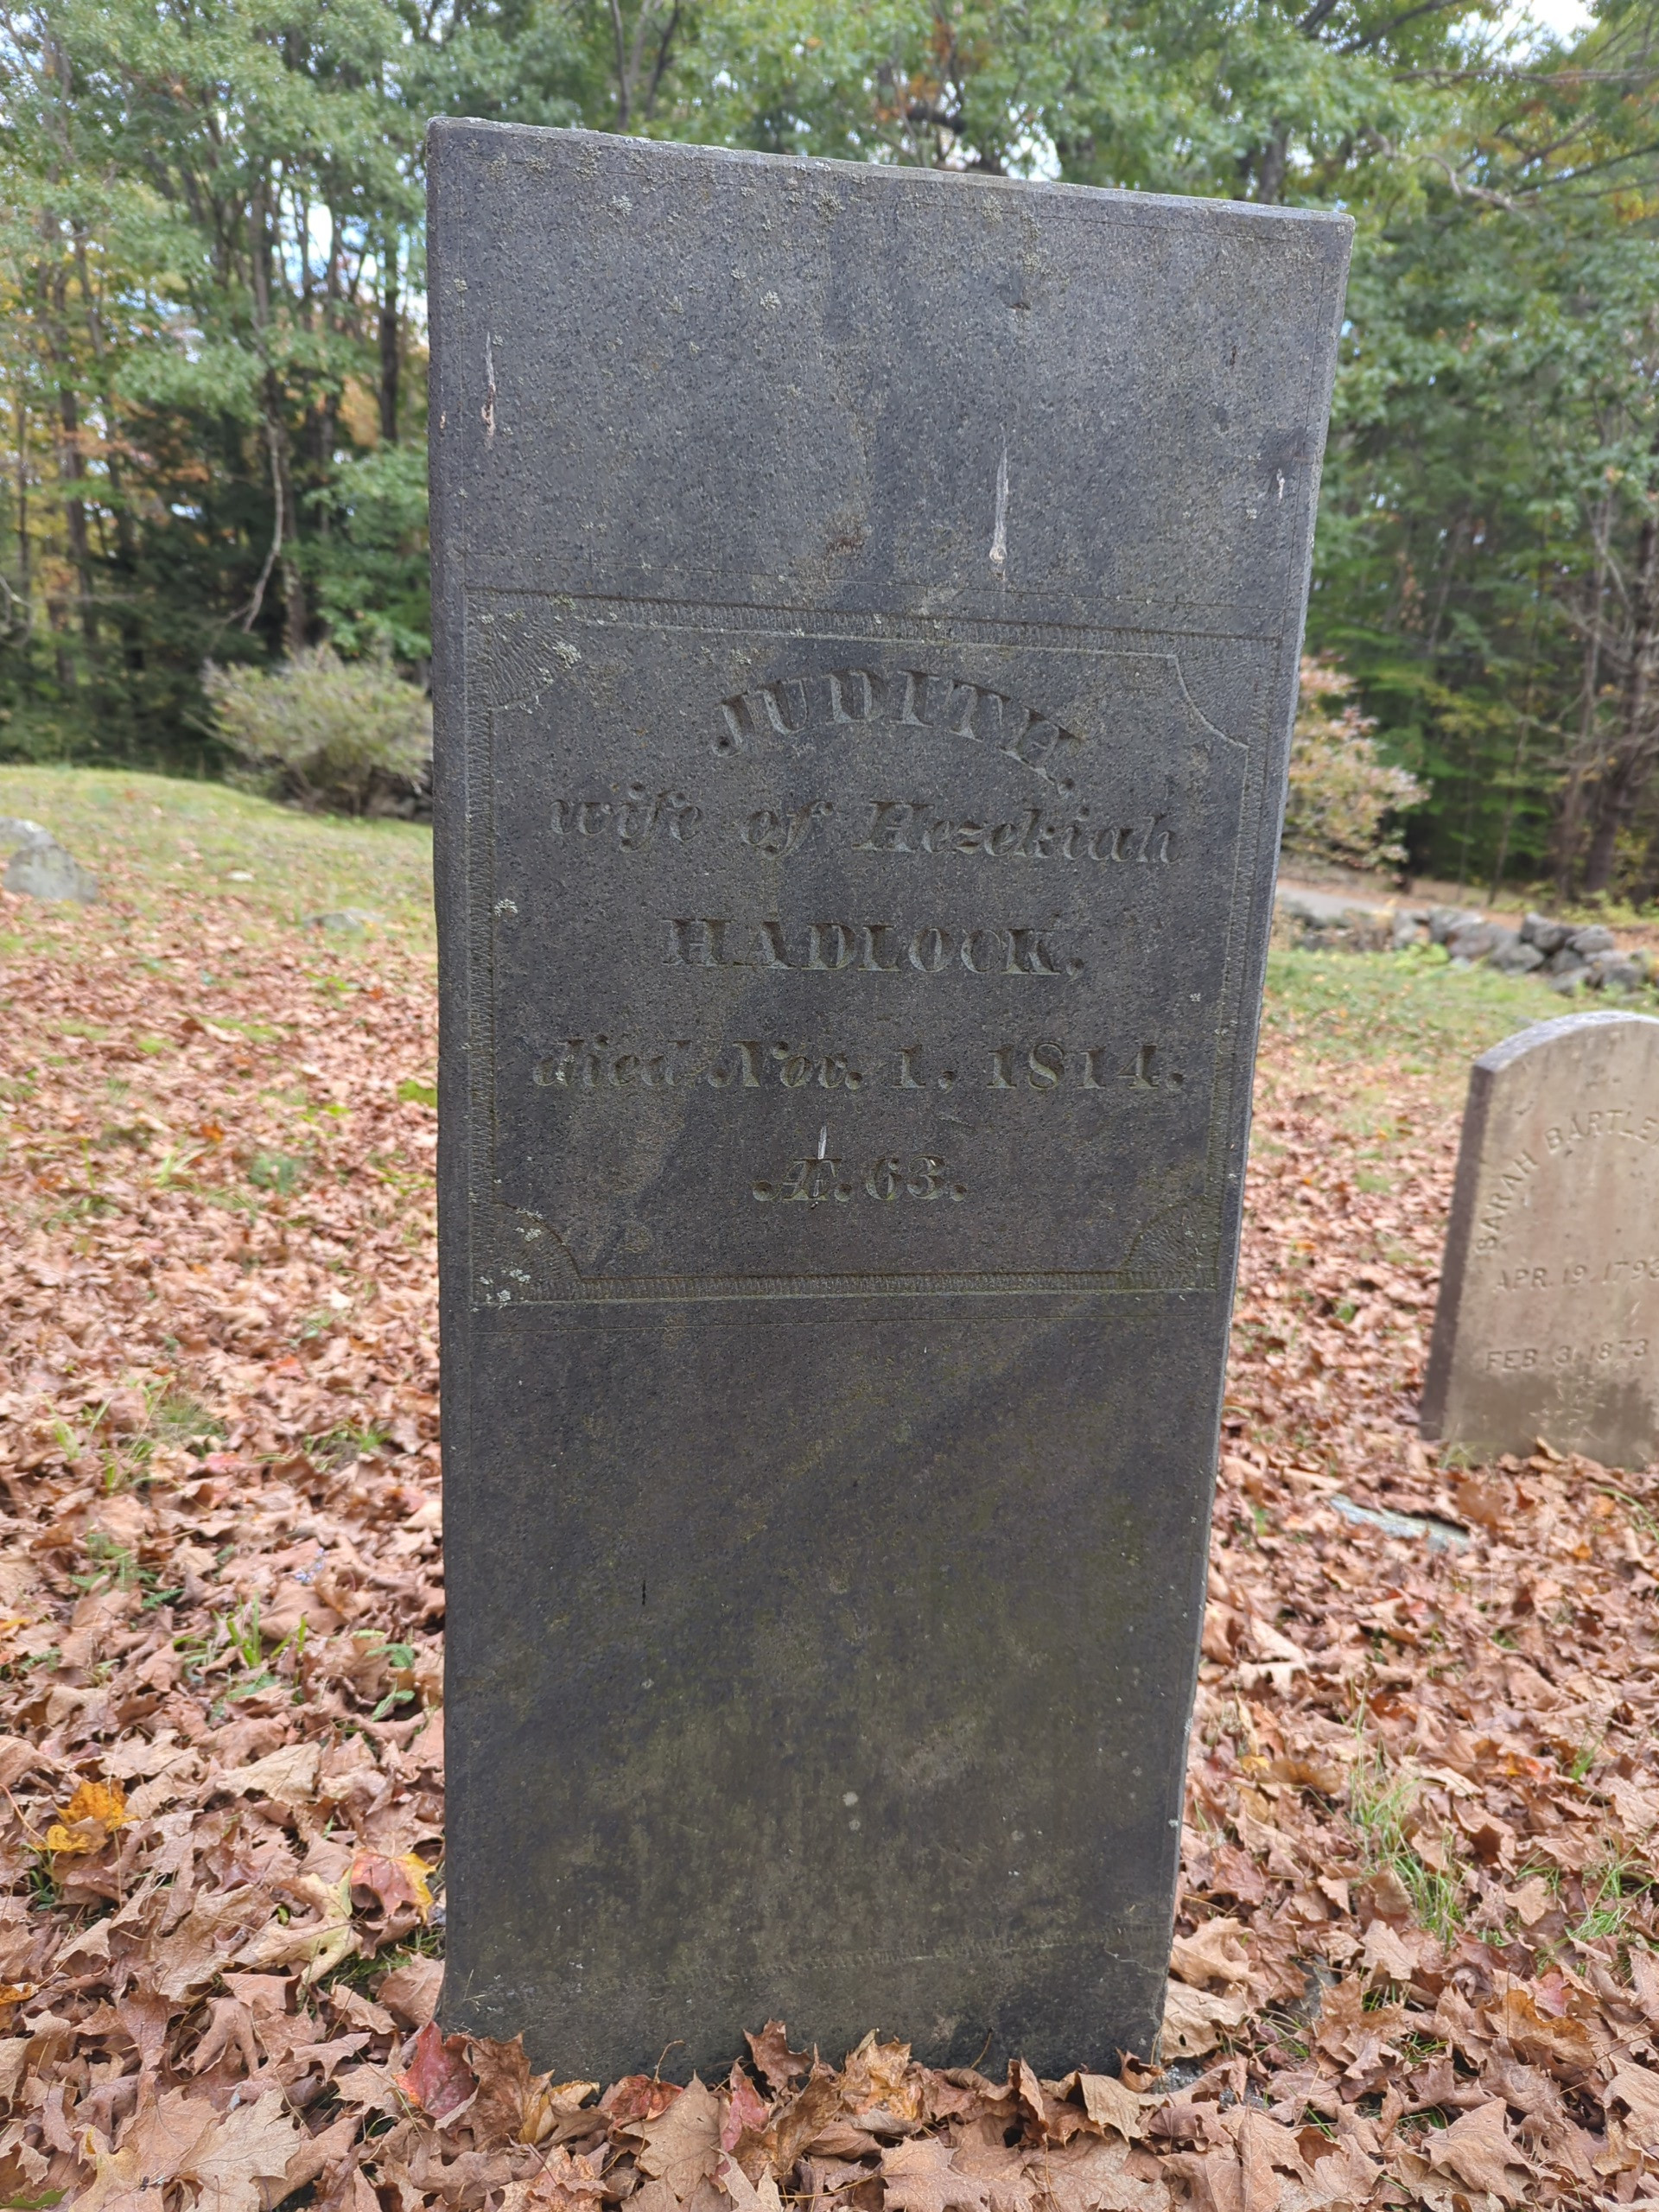 JUDITH.
wife of Hezekiah
HADLOCK,
died Nov. 1, 1814.
Æ. 63.
SARAH BARTLE
APR. 19, 179
FEB. 3, 1873